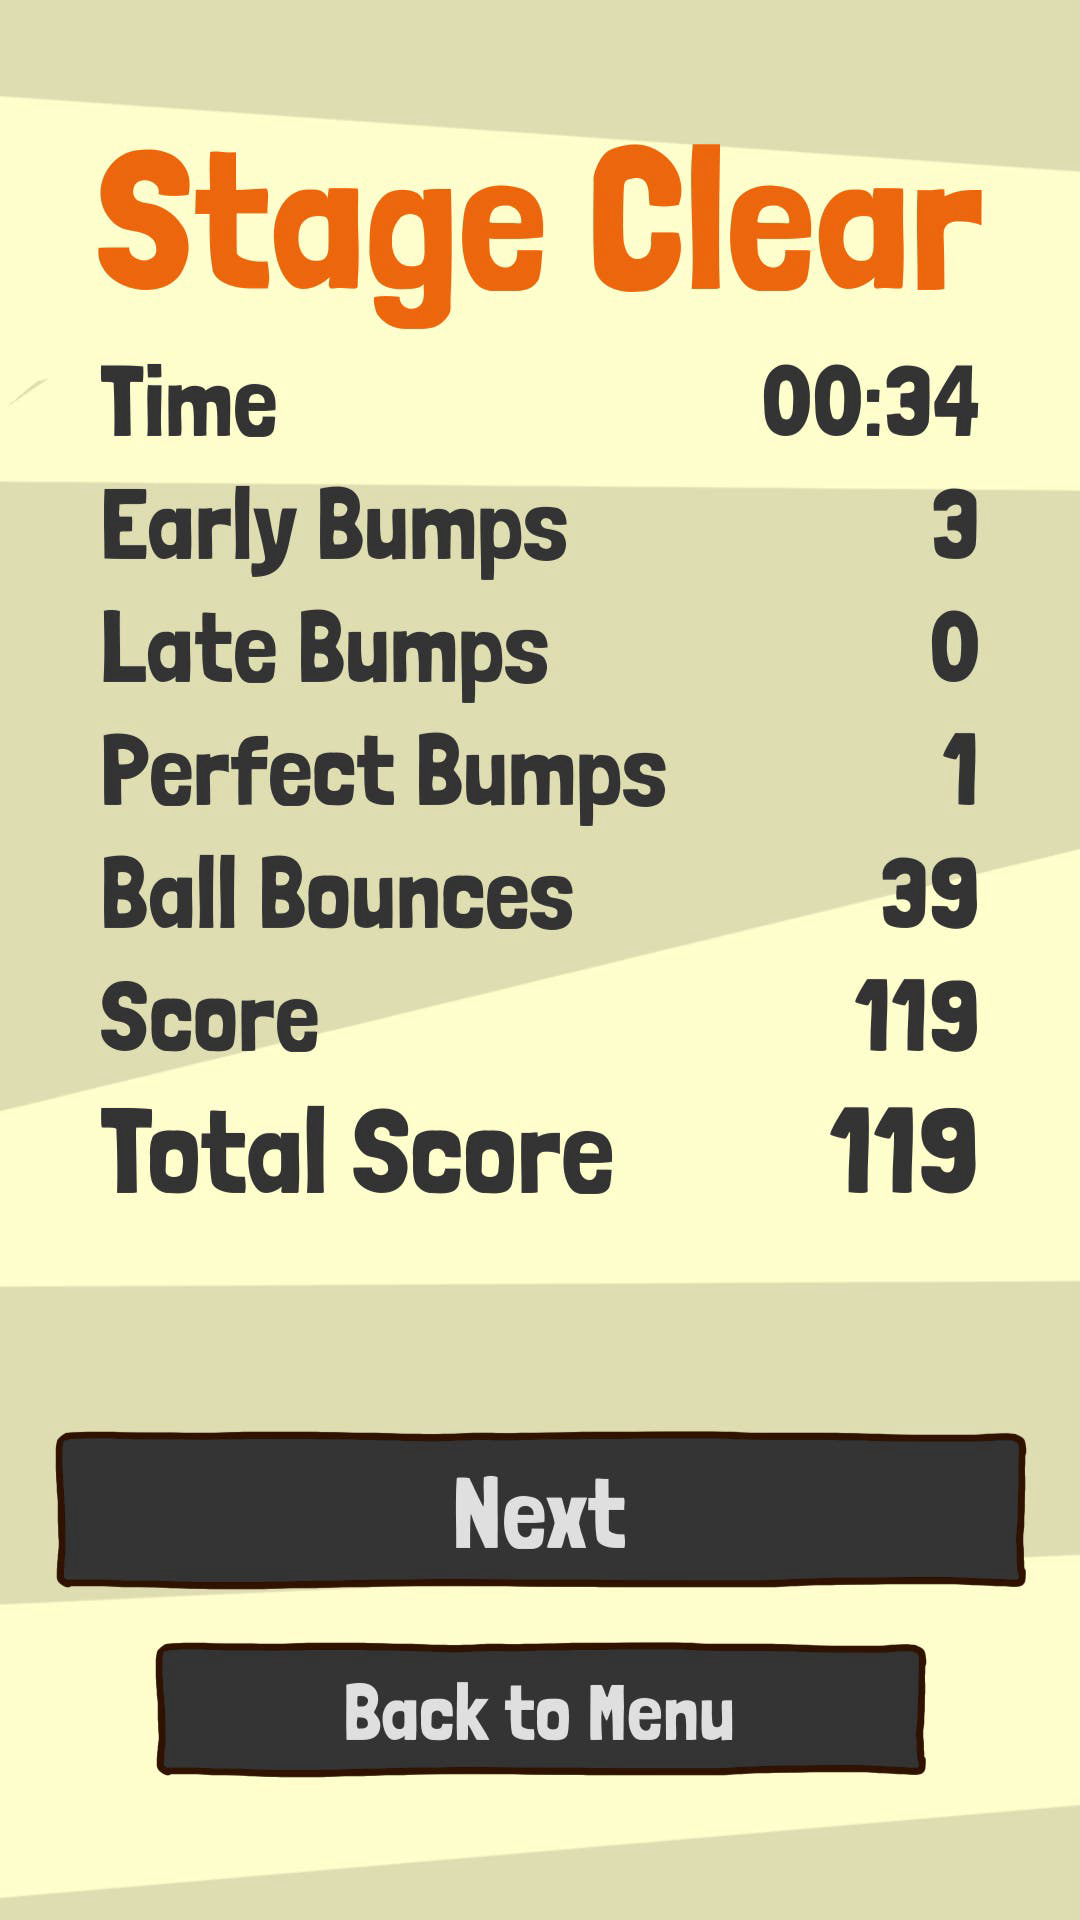 Stage Clear
Time 00:34
Early Bumps 3
Late Bumps 0
Perfect Bumps 1
Ball Bounces 39
Score 119
Total Score 119
Next
Back to Menu